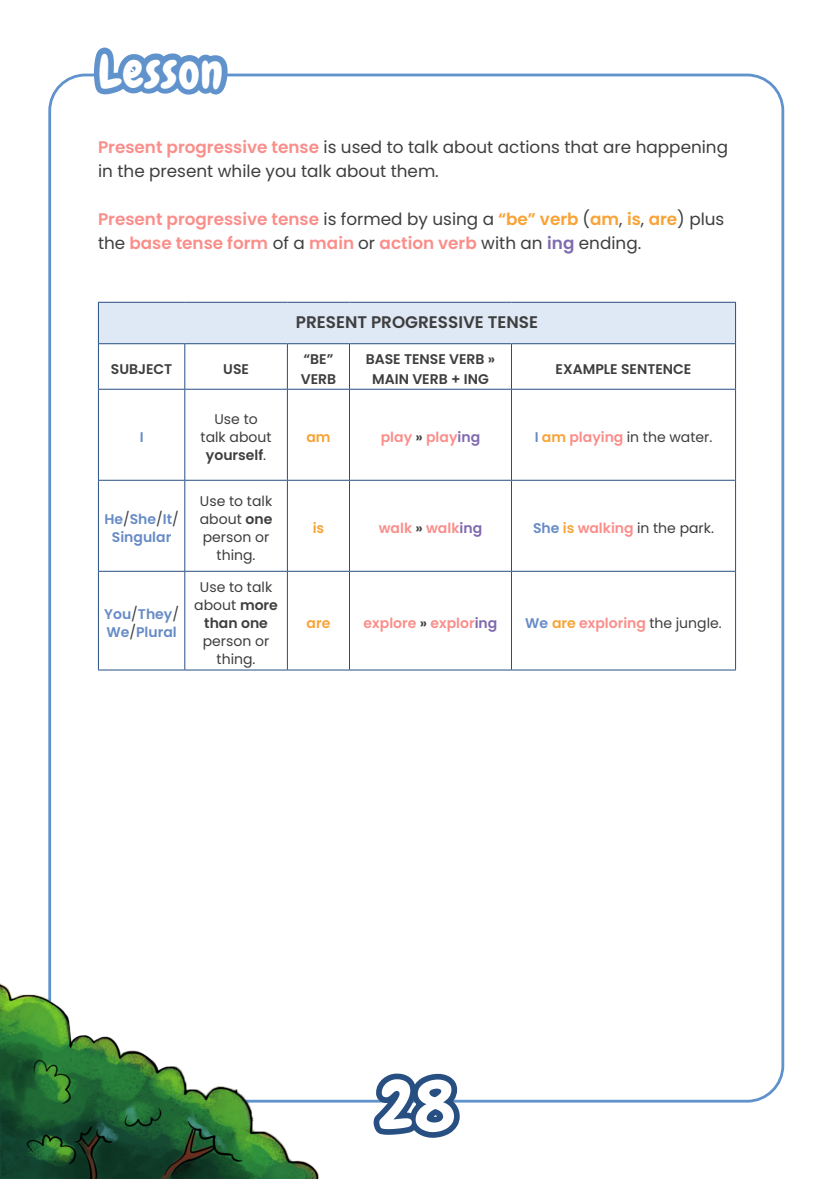 Lesson
Present progressive tense is used to talk about actions that are happening
in the present while you talk about them.
Present progressive tense is formed by using a “be” verb (am, is, are) plus
the base tense form of a main or action verb with an ing ending.
PRESENT PROGRESSIVE TENSE
SUBJECT
USE
“BE”
VERB
BASE TENSE VERB »
MAIN VERB + ING
EXAMPLE SENTENCE
I
Use to
talk about
yourself.
am
play » playing
I am playing in the water.
He/She/It/
Singular
Use to talk
about one
person or
thing.
is
walk » walking
She is walking in the park.
You/They/
We/Plural
Use to talk
about more
than one
person or
thing.
are
explore » exploring
We are exploring the jungle.
28